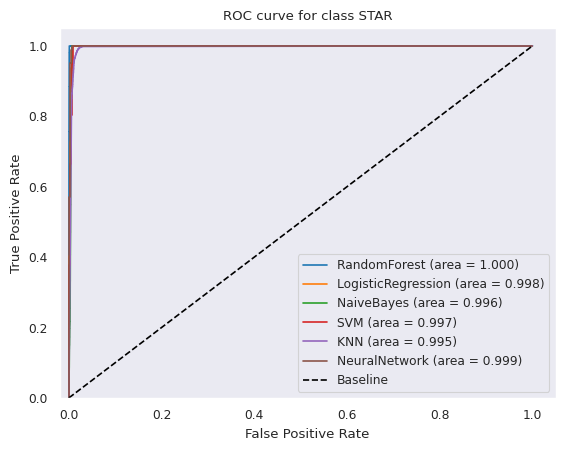 ROC curve for class STAR
1.0
0.8
0.6
0.4
0.2
0.0
True Positive Rate
RandomForest (area = 1.000)
LogisticRegression (area = 0.998)
NaiveBayes (area = 0.996)
SVM (area = 0.997)
KNN (area = 0.995)
NeuralNetwork (area = 0.999)
Baseline
0.0 0.2 0.4 0.6 0.8 1.0
False Positive Rate